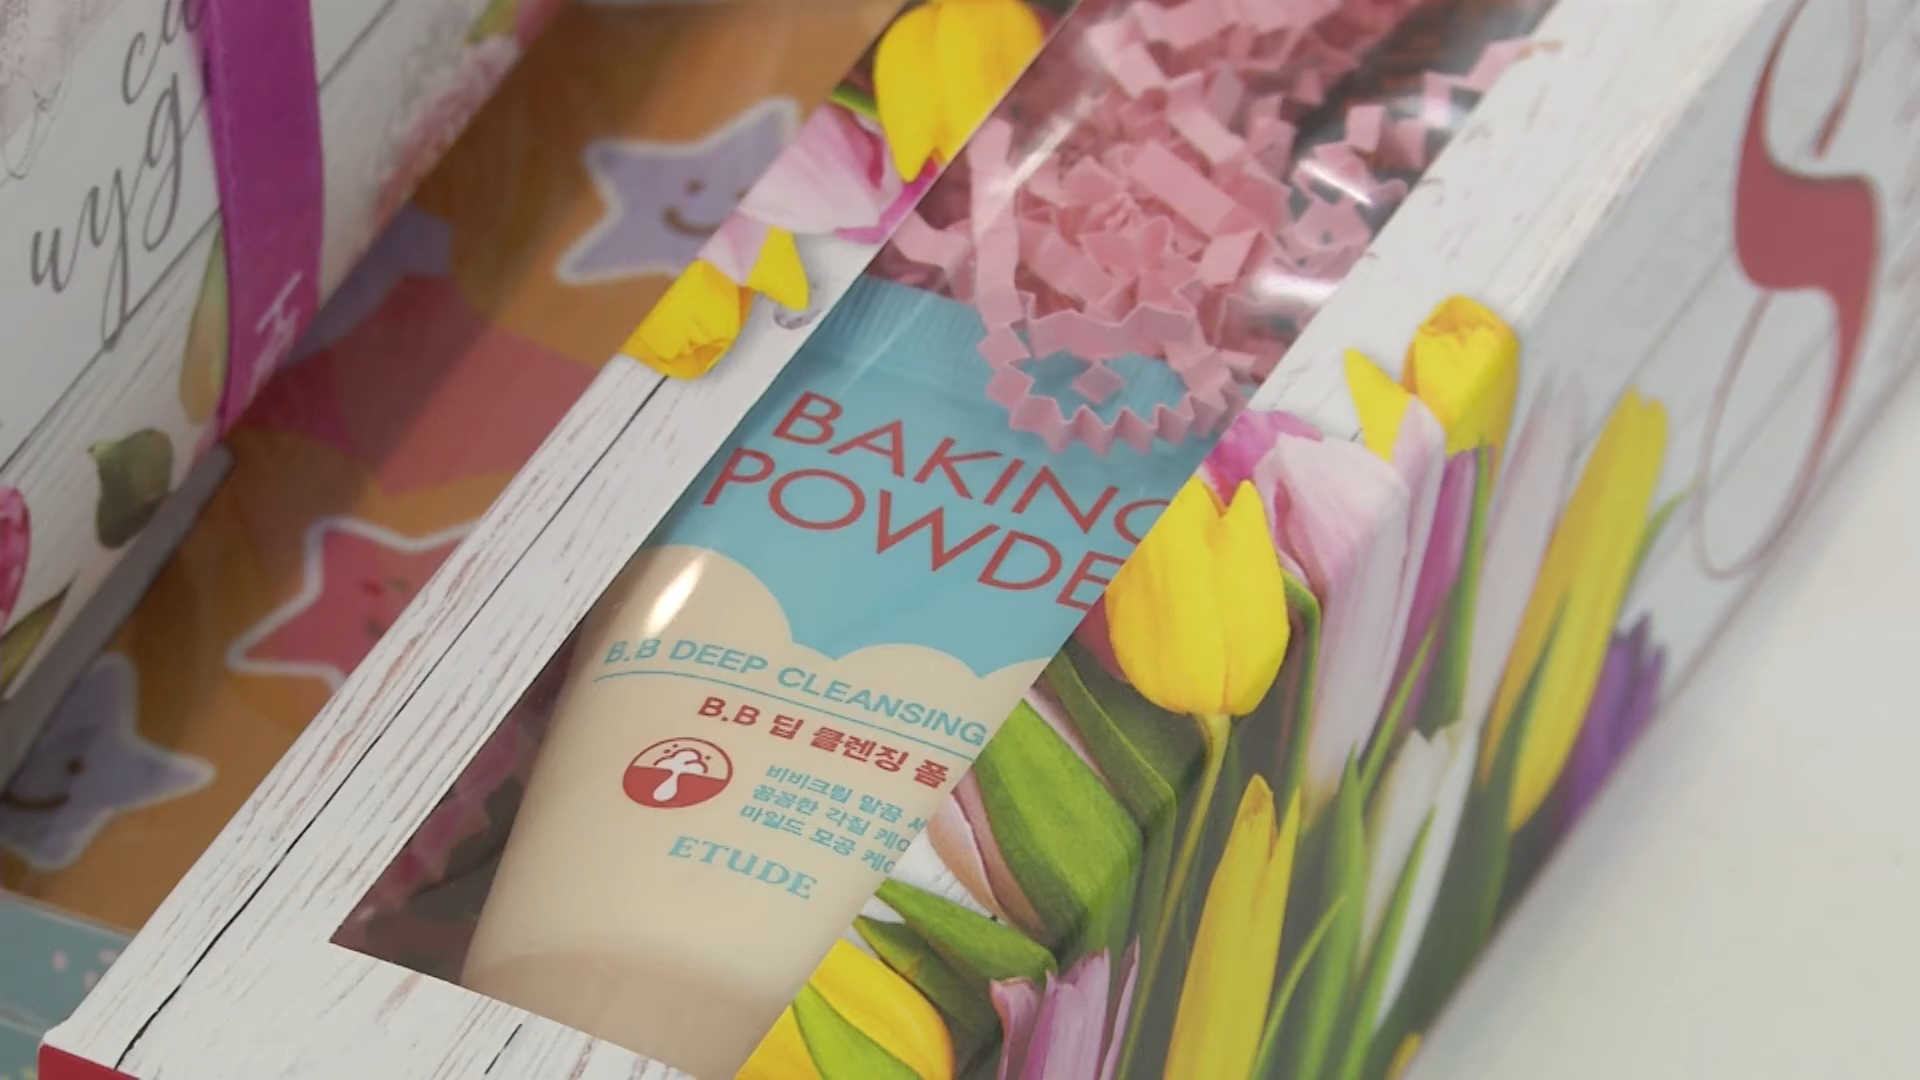 BAKING
POWDE
B.B DEEP CLEANSING
B.B 딥 클렌징 폼
비비크림 말끔 세
꼼꼼한 각질 케어
마일드 모공 케어
ETUDE